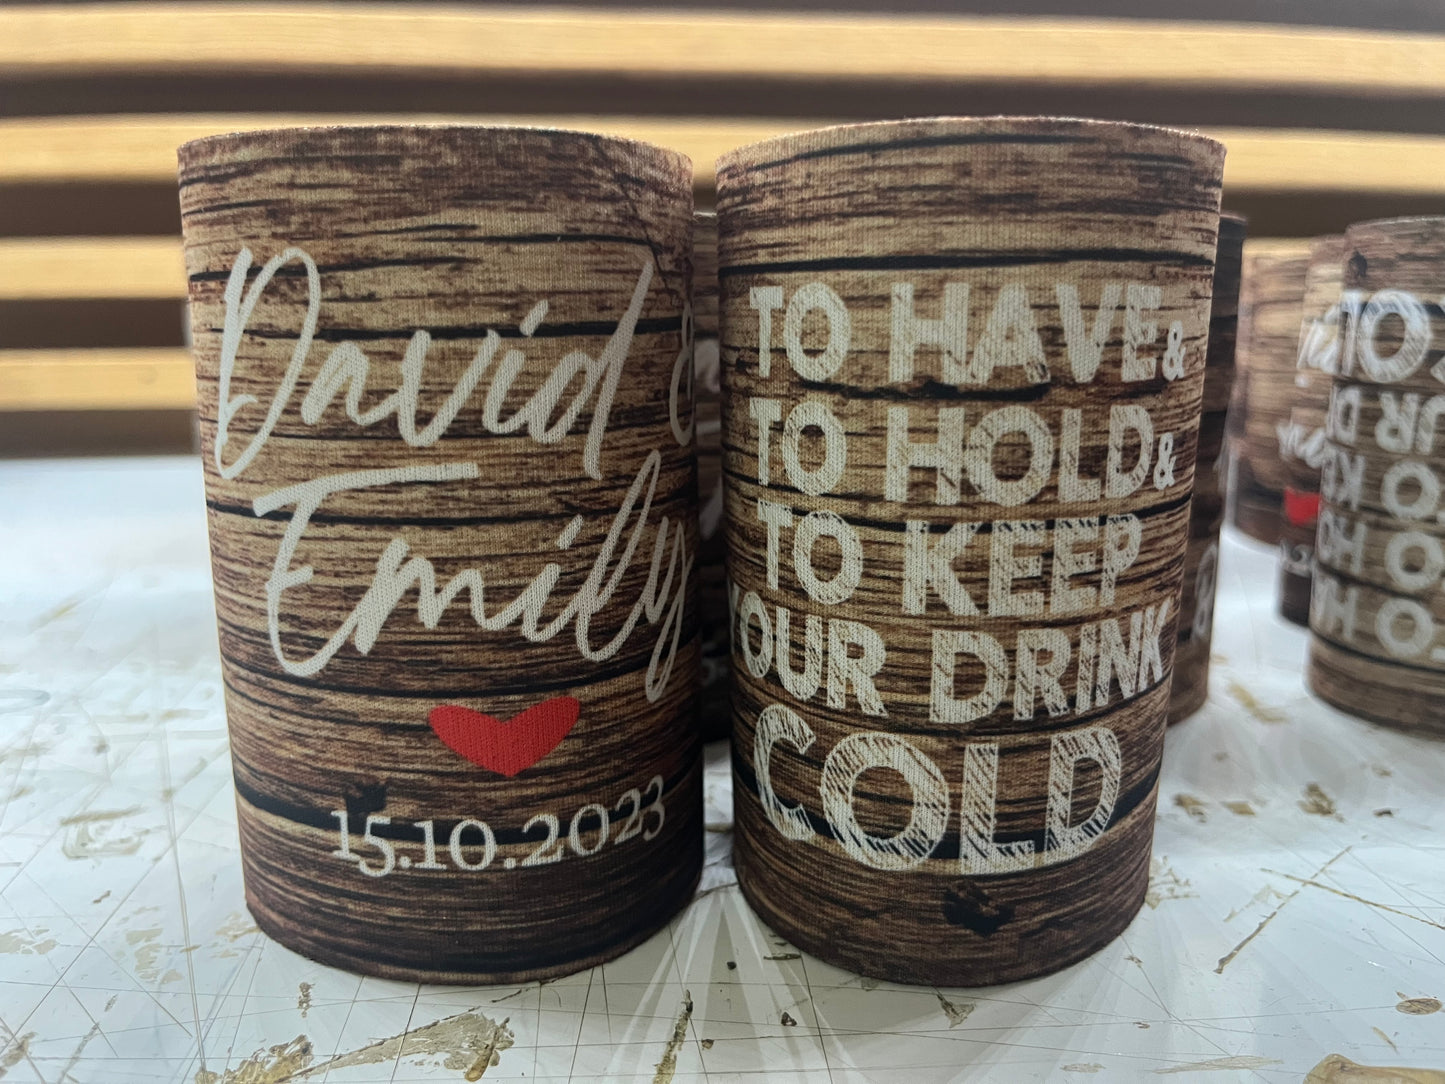 David &
Emily
15.10.2023
TO HAVE &
TO HOLD &
TO KEEP
YOUR DRINK
COLD